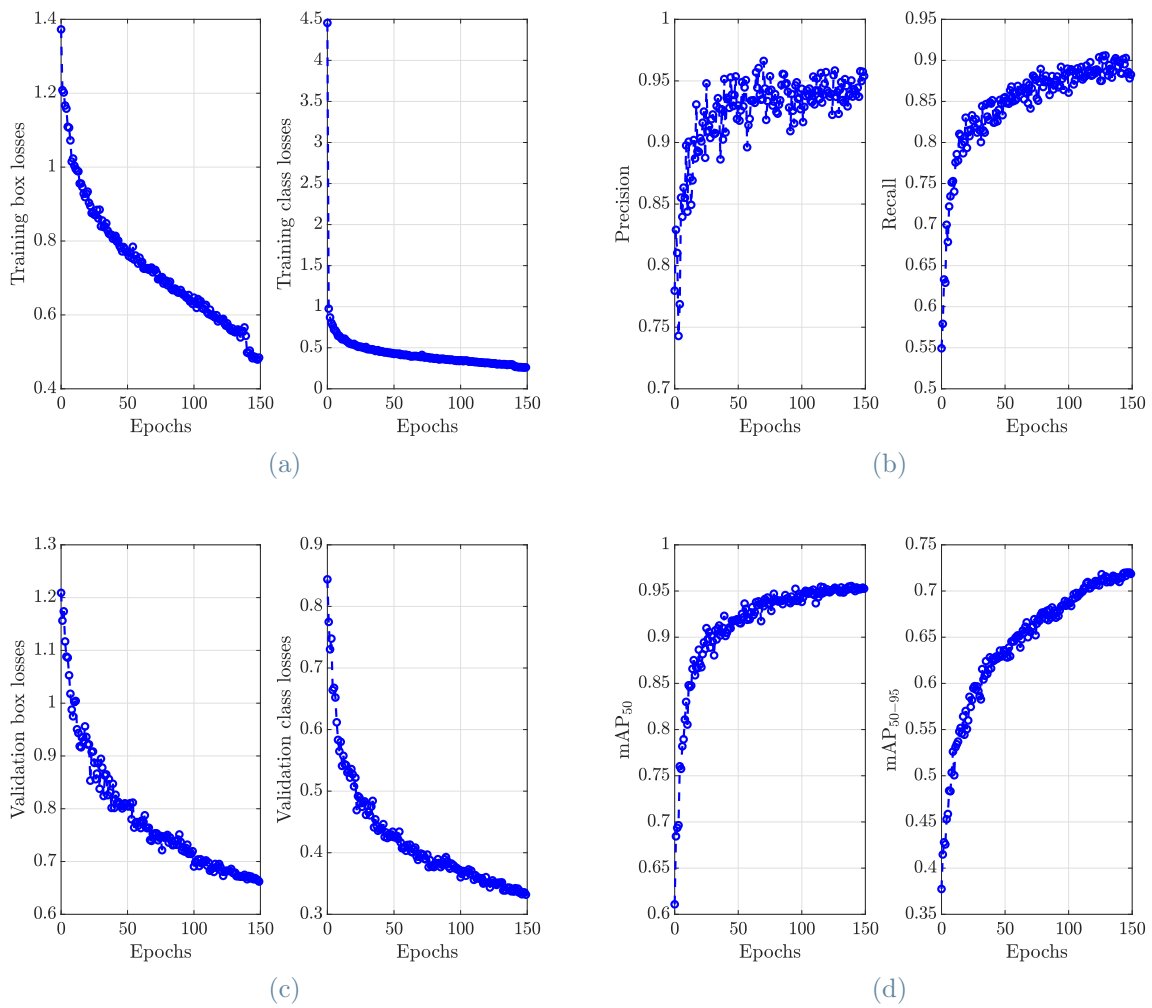 1.4
1.2
1
0.8
0.6
0.4
Training box losses
0 50 100 150
Epochs
4.5
4
3.5
3
2.5
2
1.5
1
0.5
0
Training class losses
0 50 100 150
Epochs
(a)
1
0.95
0.9
0.85
0.8
0.75
0.7
Precision
0 50 100 150
Epochs
0.95
0.9
0.85
0.8
0.75
0.7
0.65
0.6
0.55
0.5
Recall
0 50 100 150
Epochs
(b)
1.3
1.2
1.1
1
0.9
0.8
0.7
0.6
Validation box losses
0 50 100 150
Epochs
0.9
0.8
0.7
0.6
0.5
0.4
0.3
Validation class losses
0 50 100 150
Epochs
(c)
1
0.95
0.9
0.85
0.8
0.75
0.7
0.65
0.6
mAP50
0 50 100 150
Epochs
0.75
0.7
0.65
0.6
0.55
0.5
0.45
0.4
0.35
mAP50−95
0 50 100 150
Epochs
(d)